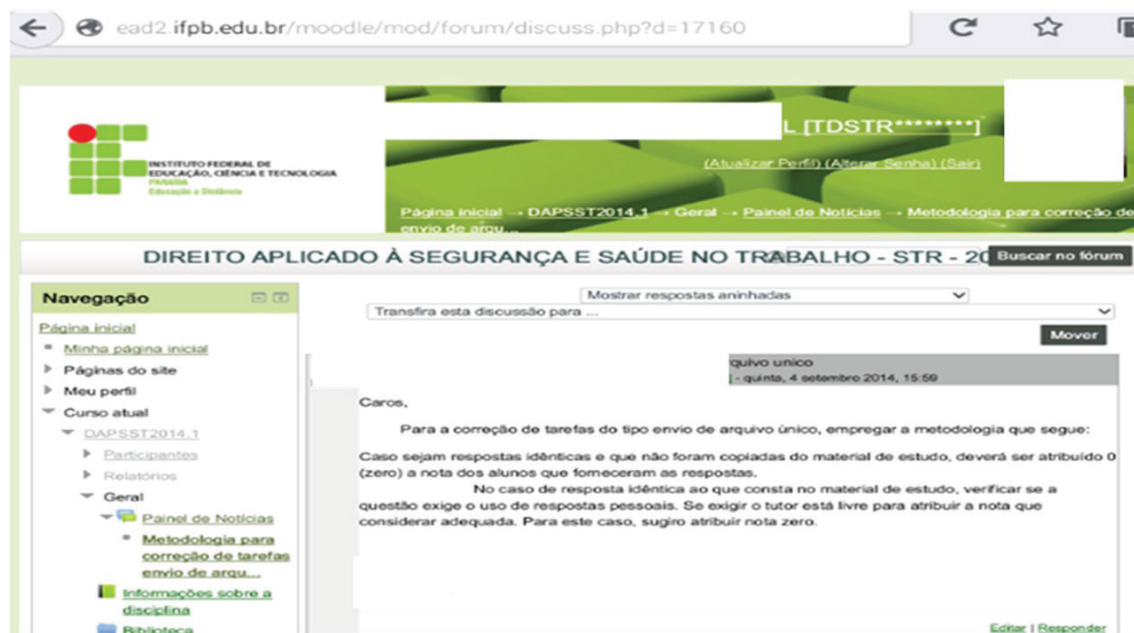 ead2.ifpb.edu.br/moodle/mod/forum/discuss.php?d=17160
L [TDSTR********]
(Atualizar Perfil) (Alterar Senha) (Sair)
INSTITUTO FEDERAL DE
EDUCAÇÃO, CIÊNCIA E TECNOLOGIA
PARAÍBA
Educação a Distância
Página inicial → DAPSST2014.1 → Geral → Painel de Notícias → Metodologia para correção de
envio de arqu...
DIREITO APLICADO À SEGURANÇA E SAÚDE NO TRABALHO - STR - 20
Buscar no fórum
Navegação
Página inicial
Minha página inicial
Páginas do site
Meu perfil
Curso atual
DAPSST2014.1
Participantes
Relatórios
Geral
Painel de Notícias
Metodologia para
correção de tarefas
envio de arqu...
Informações sobre a
disciplina
Biblioteca
Mostrar respostas aninhadas
Transfira esta discussão para ...
Mover
rquivo unico
- quinta, 4 setembro 2014, 15:59
Caros,
Para a correção de tarefas do tipo envio de arquivo único, empregar a metodologia que segue:
Caso sejam respostas idênticas e que não foram copiadas do material de estudo, deverá ser atribuído 0
(zero) a nota dos alunos que forneceram as respostas.
No caso de resposta idêntica ao que consta no material de estudo, verificar se a
questão exige o uso de respostas pessoais. Se exigir o tutor está livre para atribuir a nota que
considerar adequada. Para este caso, sugiro atribuir nota zero.
Editar | Responder